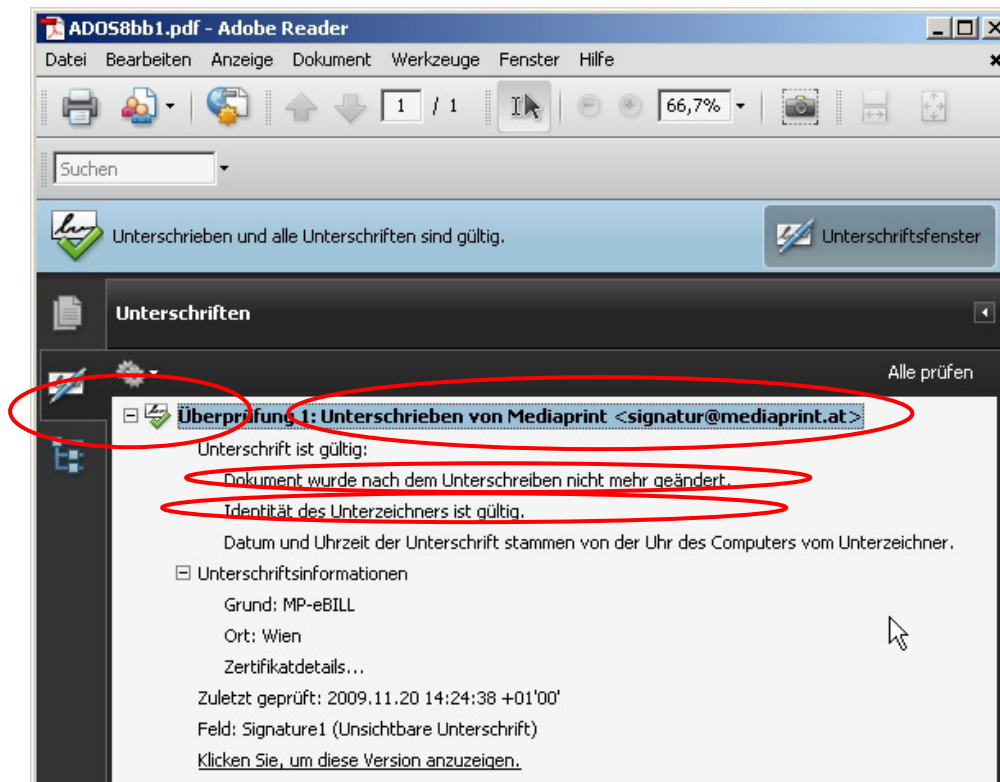 ADOS8bb1.pdf - Adobe Reader
Datei Bearbeiten Anzeige Dokument Werkzeuge Fenster Hilfe
1 / 1 66,7%
Suchen
Unterschrieben und alle Unterschriften sind gültig. Unterschriftsfenster
Unterschriften
Alle prüfen
Überprüfung 1: Unterschrieben von Mediaprint <signatur@mediaprint.at>
Unterschrift ist gültig:
Dokument wurde nach dem Unterschreiben nicht mehr geändert.
Identität des Unterzeichners ist gültig.
Datum und Uhrzeit der Unterschrift stammen von der Uhr des Computers vom Unterzeichner.
Unterschriftsinformationen
Grund: MP-eBILL
Ort: Wien
Zertifikatdetails...
Zuletzt geprüft: 2009.11.20 14:24:38 +01'00'
Feld: Signature1 (Unsichtbare Unterschrift)
Klicken Sie, um diese Version anzuzeigen.